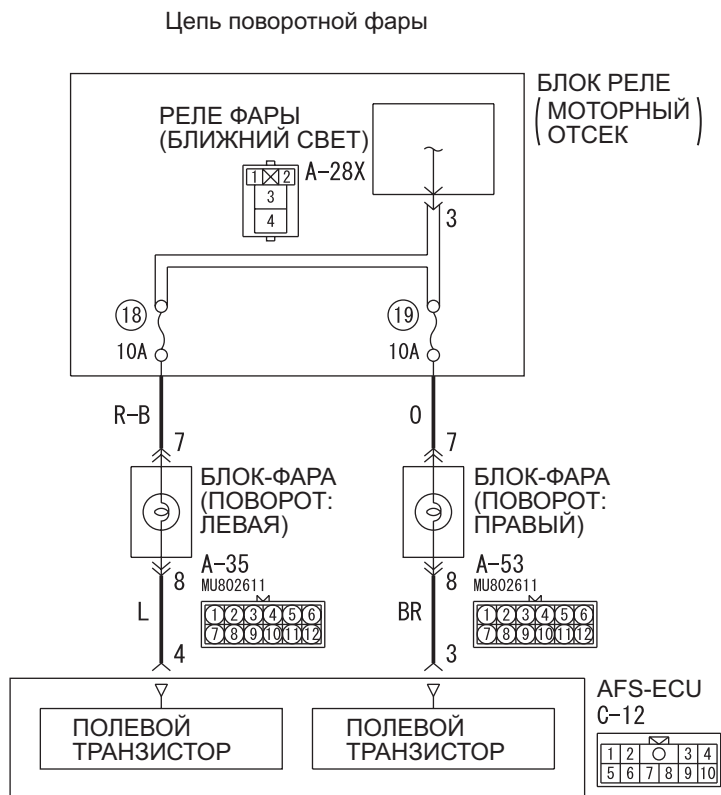 Цепь поворотной фары
БЛОК РЕЛЕ
(МОТОРНЫЙ
ОТСЕК)
РЕЛЕ ФАРЫ
(БЛИЖНИЙ СВЕТ)
A-28X
1 2
3
4
3
18
10A
19
10A
R-B
7
O
7
БЛОК-ФАРА
(ПОВОРОТ:
ЛЕВАЯ)
БЛОК-ФАРА
(ПОВОРОТ:
ПРАВЫЙ)
8
A-35
MU802611
1 2 3 4 5 6
7 8 9 10 11 12
8
A-53
MU802611
1 2 3 4 5 6
7 8 9 10 11 12
L
4
BR
3
ПОЛЕВОЙ
ТРАНЗИСТОР
ПОЛЕВОЙ
ТРАНЗИСТОР
AFS-ECU
C-12
1 2 3 4
5 6 7 8 9 10